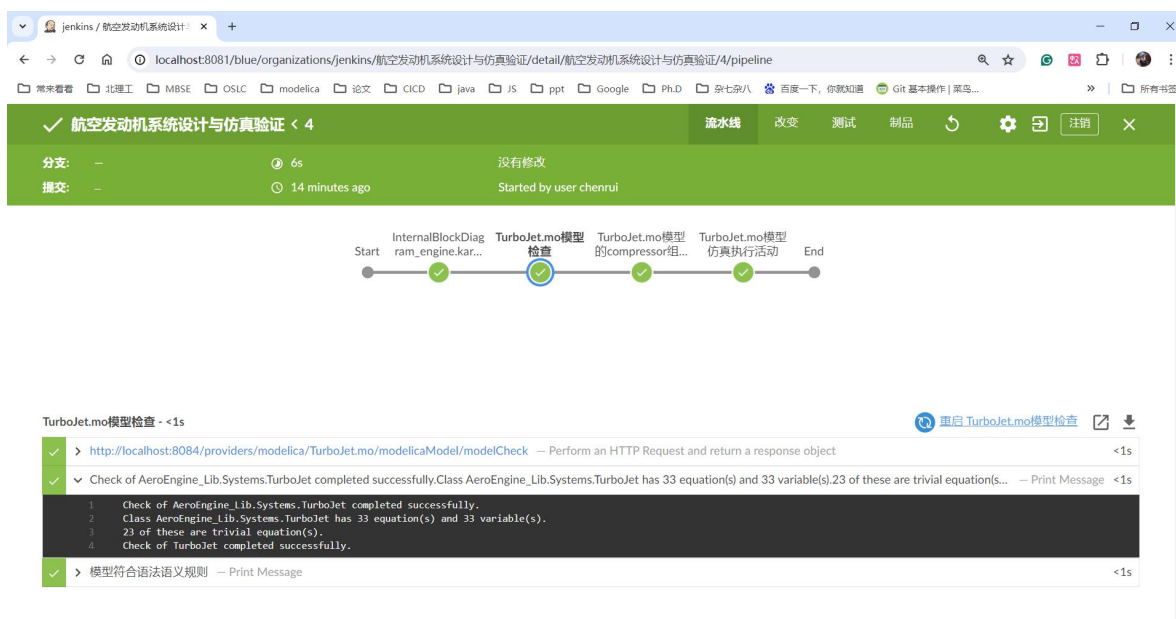 jenkins / 航空发动机系统设计与
localhost:8081/blue/organizations/jenkins/航空发动机系统设计与仿真验证/detail/航空发动机系统设计与仿真验证/4/pipeline
常来看看 北理工 MBSE OSLC modelica 论文 CICD java JS ppt Google Ph.D 杂七杂八 百度一下，你就知道 Git 基本操作 | 菜鸟... » 所有书签
航空发动机系统设计与仿真验证 < 4 流水线 改变 测试 制品 注销
分支: — 6s 没有修改
提交: — 14 minutes ago Started by user chenrui
InternalBlockDiag TurboJet.mo模型 TurboJet.mo模型 TurboJet.mo模型
Start ram_engine.kar... 检查 的compressor组... 仿真执行活动 End
TurboJet.mo模型检查 - <1s 重启 TurboJet.mo模型检查
http://localhost:8084/providers/modelica/TurboJet.mo/modelicaModel/modelCheck — Perform an HTTP Request and return a response object <1s
Check of AeroEngine_Lib.Systems.TurboJet completed successfully.Class AeroEngine_Lib.Systems.TurboJet has 33 equation(s) and 33 variable(s).23 of these are trivial equation(s... — Print Message <1s
1 Check of AeroEngine_Lib.Systems.TurboJet completed successfully.
2 Class AeroEngine_Lib.Systems.TurboJet has 33 equation(s) and 33 variable(s).
3 23 of these are trivial equation(s).
4 Check of TurboJet completed successfully.
模型符合语法语义规则 — Print Message <1s